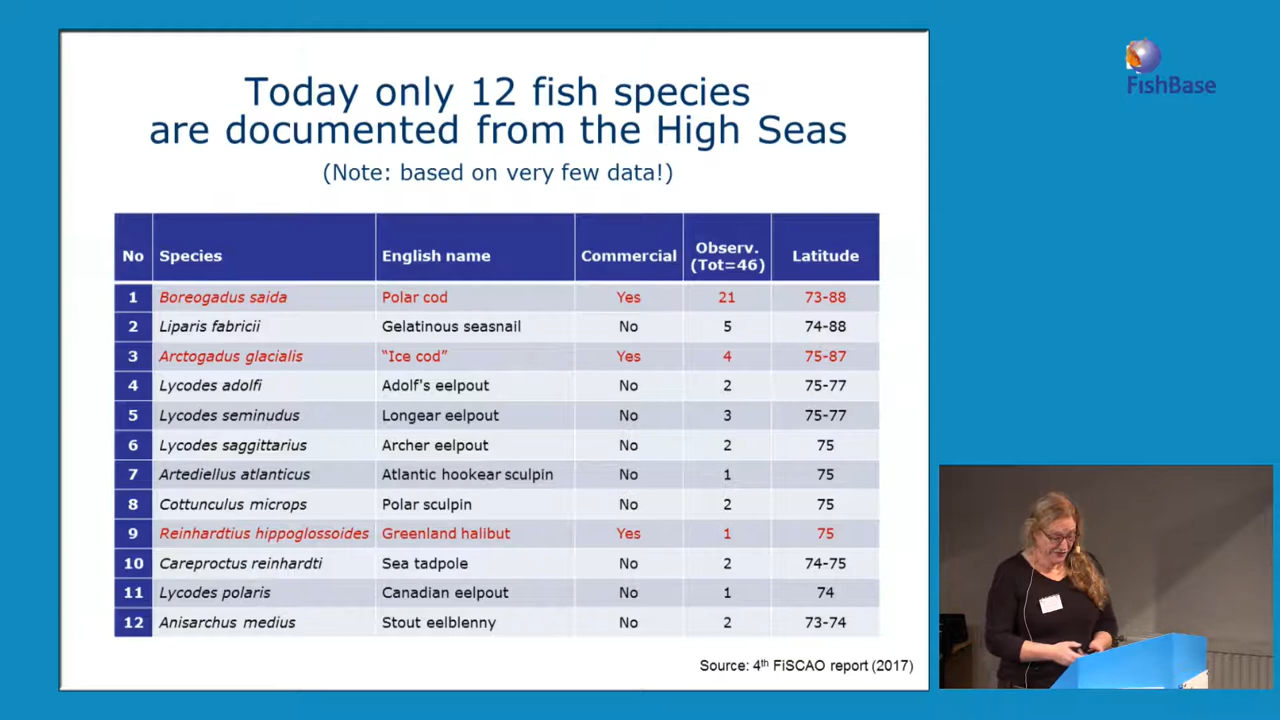 FishBase
Today only 12 fish species
are documented from the High Seas
(Note: based on very few data!)
No Species English name Commercial Observ. (Tot=46) Latitude
1 Boreogadus saida Polar cod Yes 21 73-88
2 Liparis fabricii Gelatinous seasnail No 5 74-88
3 Arctogadus glacialis “Ice cod” Yes 4 75-87
4 Lycodes adolfi Adolf's eelpout No 2 75-77
5 Lycodes seminudus Longear eelpout No 3 75-77
6 Lycodes saggittarius Archer eelpout No 2 75
7 Artediellus atlanticus Atlantic hookear sculpin No 1 75
8 Cottunculus microps Polar sculpin No 2 75
9 Reinhardtius hippoglossoides Greenland halibut Yes 1 75
10 Careproctus reinhardti Sea tadpole No 2 74-75
11 Lycodes polaris Canadian eelpout No 1 74
12 Anisarchus medius Stout eelblenny No 2 73-74
Source: 4th FiSCAO report (2017)